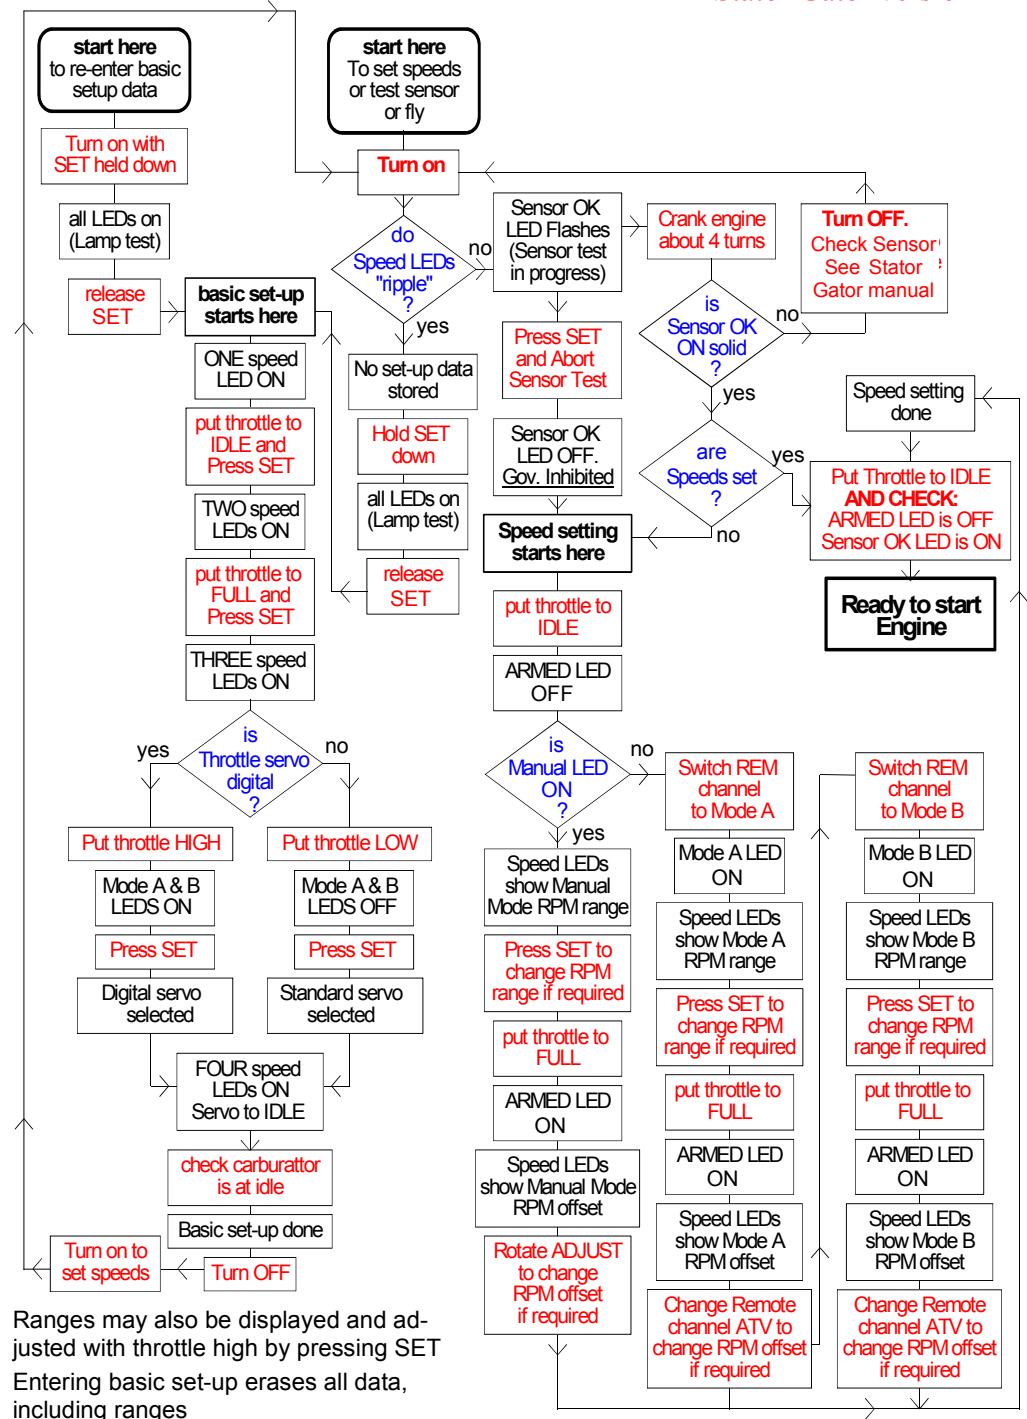 start here
to re-enter basic
setup data
Turn on with
SET held down
all LEDs on
(Lamp test)
release
SET
basic set-up
starts here
ONE speed
LED ON
put throttle to
IDLE and
Press SET
TWO speed
LEDs ON
put throttle to
FULL and
Press SET
THREE speed
LEDs ON
is
Throttle servo
digital
?
yes
no
Put throttle HIGH
Mode A & B
LEDS ON
Press SET
Digital servo
selected
Put throttle LOW
Mode A & B
LEDS OFF
Press SET
Standard servo
selected
FOUR speed
LEDs ON
Servo to IDLE
check carburattor
is at idle
Basic set-up done
Turn OFF
Turn on to
set speeds
start here
To set speeds
or test sensor
or fly
Turn on
do
Speed LEDs
"ripple"
?
no
yes
No set-up data
stored
Hold SET
down
all LEDs on
(Lamp test)
release
SET
Sensor OK
LED Flashes
(Sensor test
in progress)
Press SET
and Abort
Sensor Test
Sensor OK
LED OFF.
Gov. Inhibited
Speed setting
starts here
Crank engine
about 4 turns
is
Sensor OK
ON solid
?
no
yes
Turn OFF.
Check Sensor
See Stator
Gator manual
are
Speeds set
?
yes
no
Speed setting
done
Put Throttle to IDLE
AND CHECK:
ARMED LED is OFF
Sensor OK LED is ON
Ready to start
Engine
put throttle to
IDLE
ARMED LED
OFF
is
Manual LED
ON
?
no
yes
Speed LEDs
show Manual
Mode RPM range
Press SET to
change RPM
range if required
put throttle to
FULL
ARMED LED
ON
Speed LEDs
show Manual Mode
RPM offset
Rotate ADJUST
to change
RPM offset
if required
Switch REM
channel
to Mode A
Mode A LED
ON
Speed LEDs
show Mode A
RPM range
Press SET to
change RPM
range if required
put throttle to
FULL
ARMED LED
ON
Speed LEDs
show Mode A
RPM offset
Change Remote
channel ATV to
change RPM offset
if required
Switch REM
channel
to Mode B
Mode B LED
ON
Speed LEDs
show Mode B
RPM range
Press SET to
change RPM
range if required
put throttle to
FULL
ARMED LED
ON
Speed LEDs
show Mode B
RPM offset
Change Remote
channel ATV to
change RPM offset
if required
Ranges may also be displayed and ad-
justed with throttle high by pressing SET
Entering basic set-up erases all data,
including ranges